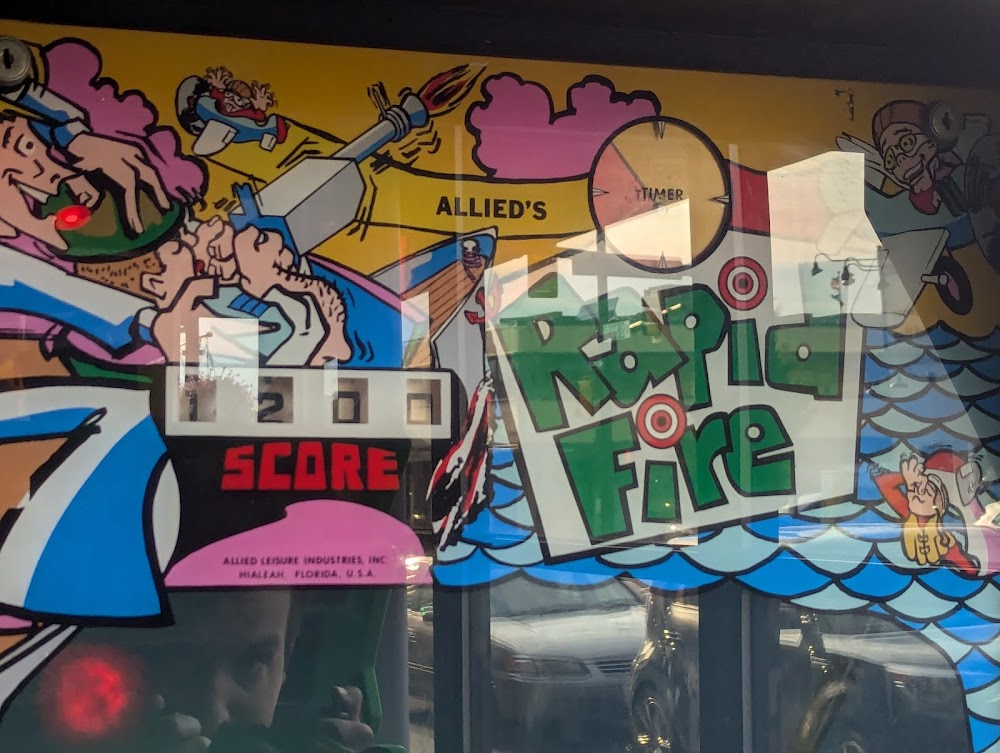 ALLIED'S
TIMER
Rapid
Fire
1200
SCORE
ALLIED LEISURE INDUSTRIES, INC.
HIALEAH, FLORIDA, U.S.A.